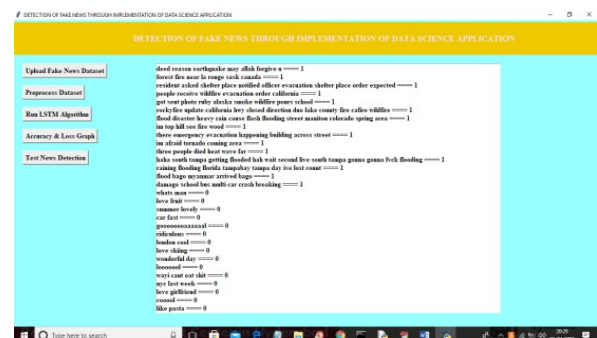 DETECTION OF FAKE NEWS THROUGH IMPLEMENTATION OF DATA SCIENCE APPLICATION
DETECTION OF FAKE NEWS THROUGH IMPLEMENTATION OF DATA SCIENCE APPLICATION
Upload Fake News Dataset
Preprocess Dataset
Run LSTM Algorithm
Accuracy & Loss Graph
Test News Detection
deed reason earthquake may allah forgive u ==== 1
forest fire near la ronge sask canada ==== 1
resident asked shelter place notified officer evacuation shelter place order expected ==== 1
people receive wildfire evacuation order california ==== 1
got sent photo ruby alaska smoke wildfire pours school ==== 1
rockyfire update california hwy closed direction due lake county fire cafire wildfire ==== 1
flood disaster heavy rain cause flash flooding street manitou colorado spring area ==== 1
im top hill see fire wood ==== 1
there emergency evacuation happening building across street ==== 1
im afraid tornado coming area ==== 1
three people died heat wave far ==== 1
haha south tampa getting flooded hah wait second live south tampa gonna gonna fvck flooding ==== 1
raining flooding florida tampabay tampa day ive lost count ==== 1
flood bago myanmar arrived bago ==== 1
damage school bus multi car crash breaking ==== 1
whats man ==== 0
love fruit ==== 0
summer lovely ==== 0
car fast ==== 0
==== 0
ridiculous ==== 0
london cool ==== 0
love skiing ==== 0
wonderful day ==== 0
looooool ==== 0
wayi cant eat shit ==== 0
nyc last week ==== 0
love girlfriend ==== 0
cooool ==== 0
like pasta ==== 0
Type here to search
20:29